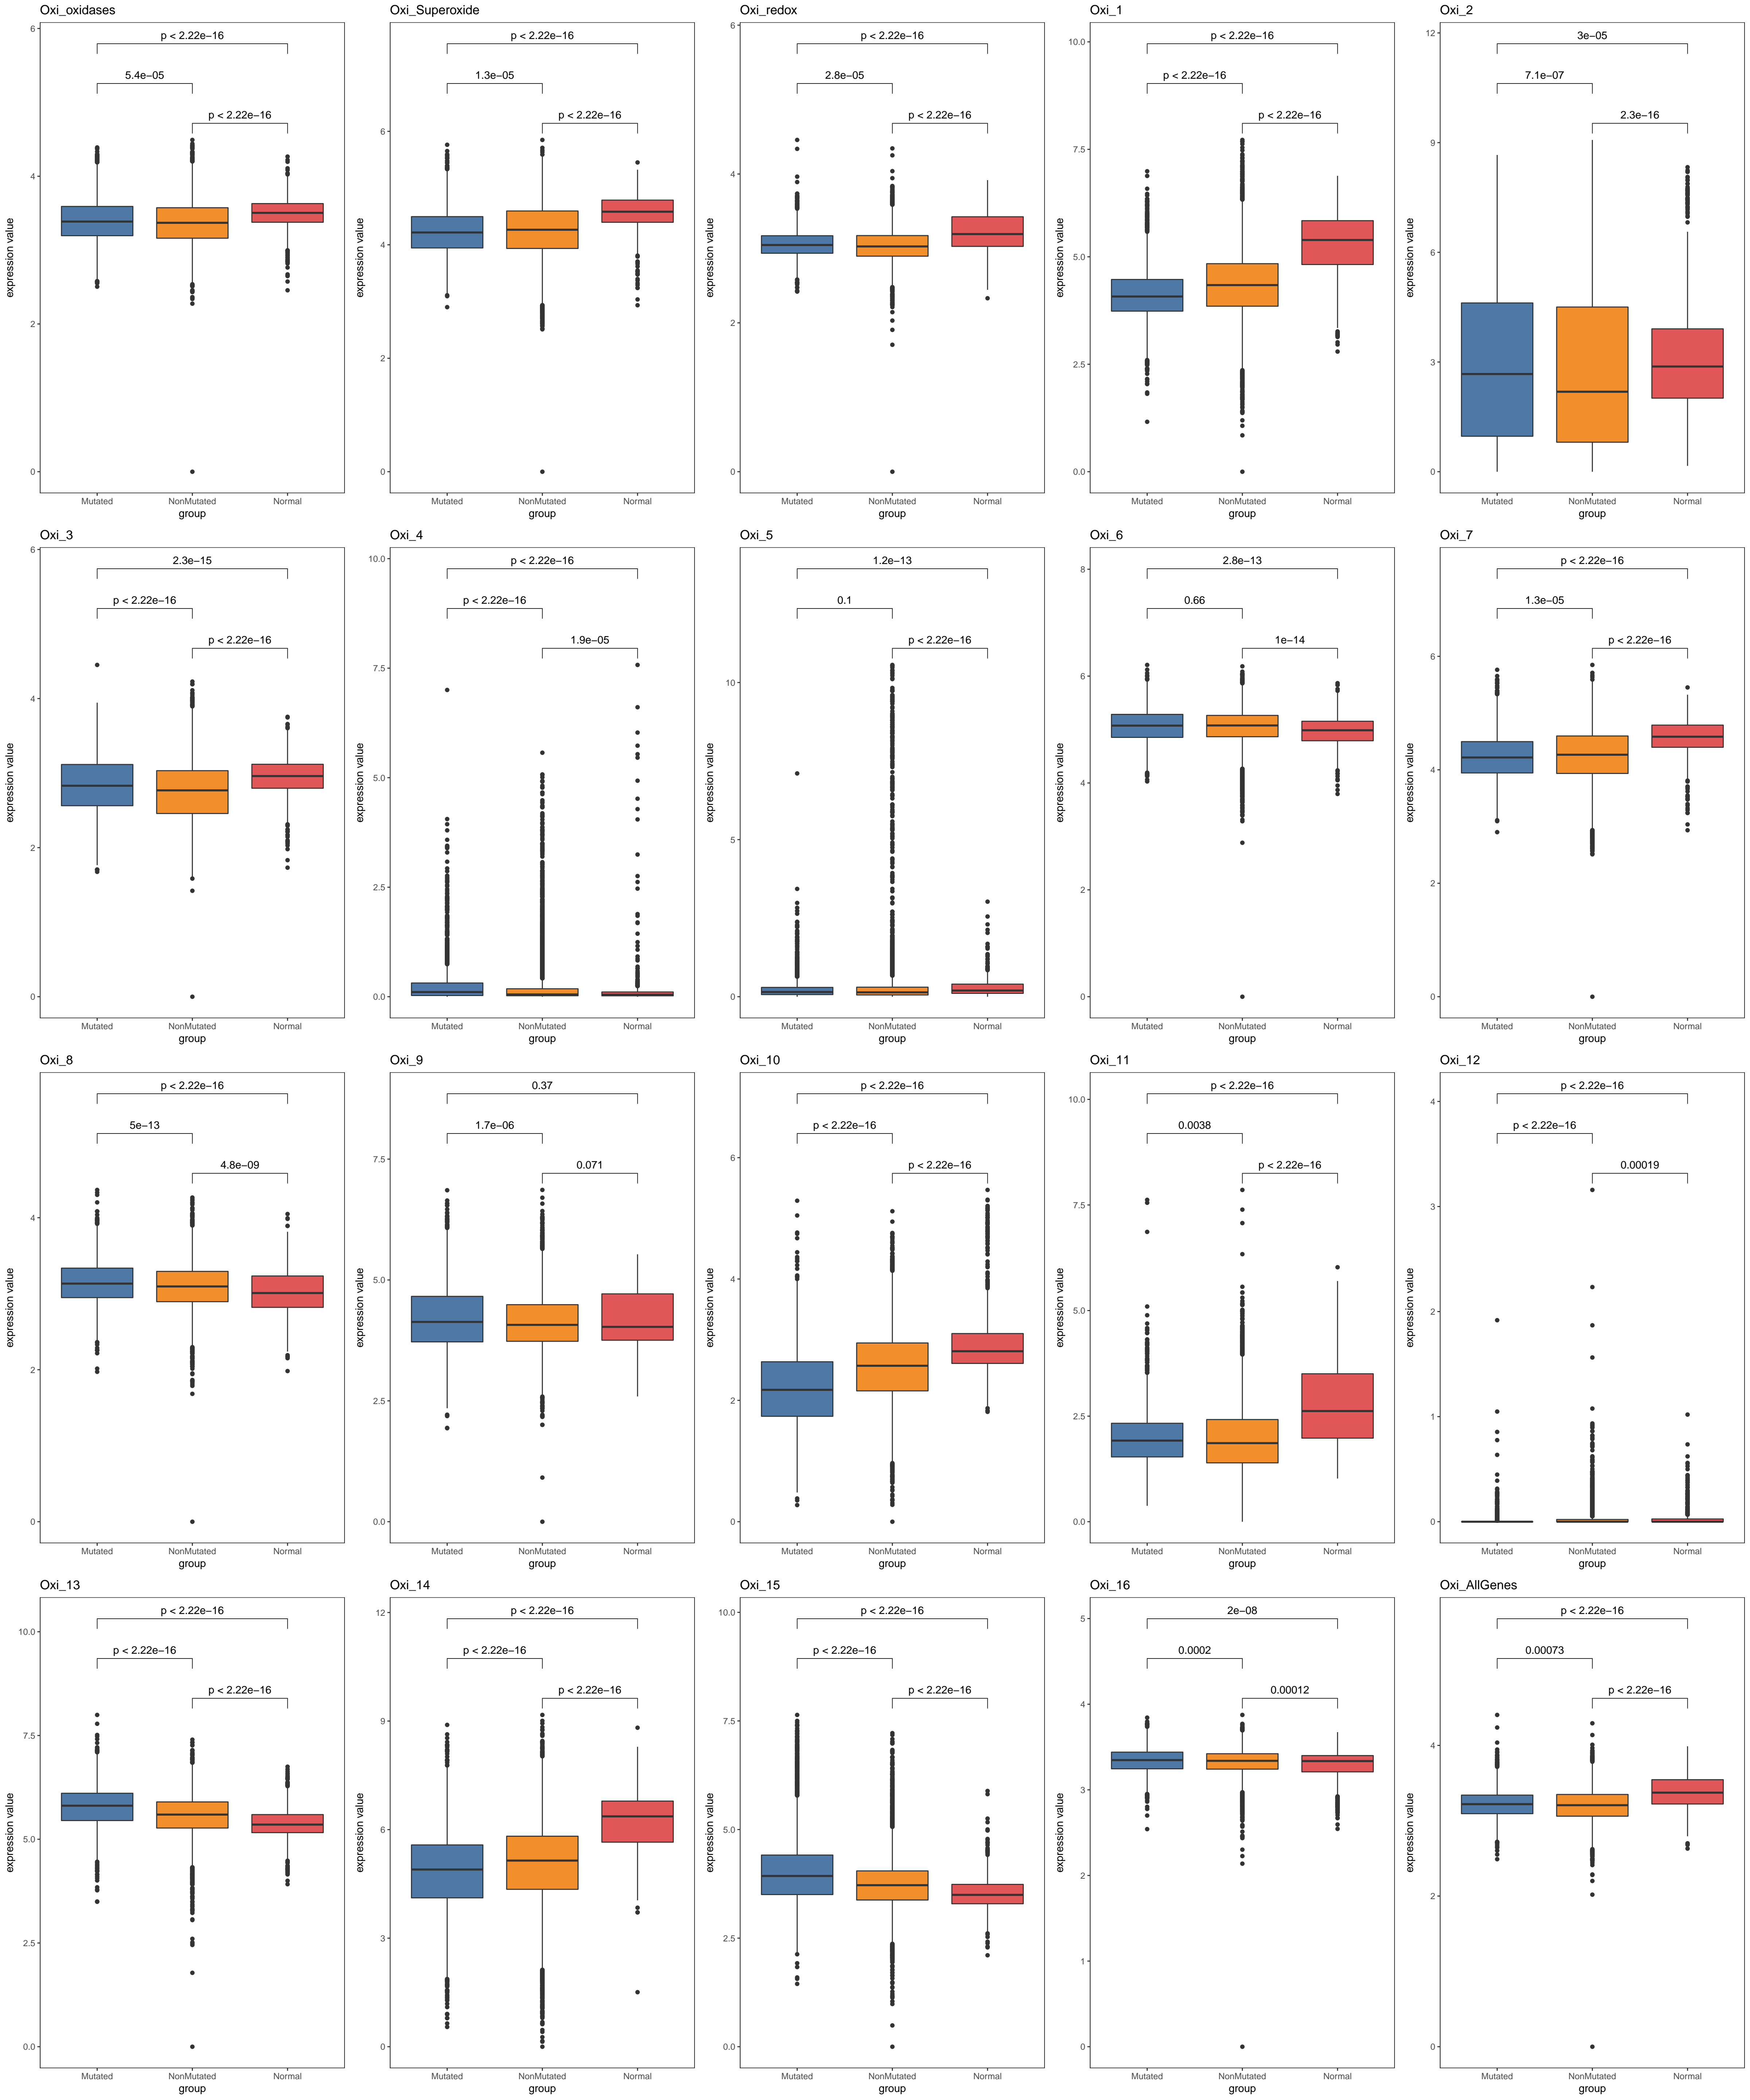 Oxi_oxidases
p < 2.22e−16
5.4e−05
p < 2.22e−16
6
4
2
0
expression value
Mutated NonMutated Normal
group
Oxi_Superoxide
p < 2.22e−16
1.3e−05
p < 2.22e−16
6
4
2
0
expression value
Mutated NonMutated Normal
group
Oxi_redox
p < 2.22e−16
2.8e−05
p < 2.22e−16
6
4
2
0
expression value
Mutated NonMutated Normal
group
Oxi_1
p < 2.22e−16
p < 2.22e−16
p < 2.22e−16
10.0
7.5
5.0
2.5
0.0
expression value
Mutated NonMutated Normal
group
Oxi_2
3e−05
7.1e−07
2.3e−16
12
9
6
3
0
expression value
Mutated NonMutated Normal
group
Oxi_3
2.3e−15
p < 2.22e−16
p < 2.22e−16
6
4
2
0
expression value
Mutated NonMutated Normal
group
Oxi_4
p < 2.22e−16
p < 2.22e−16
1.9e−05
10.0
7.5
5.0
2.5
0.0
expression value
Mutated NonMutated Normal
group
Oxi_5
1.2e−13
0.1
p < 2.22e−16
10
5
0
expression value
Mutated NonMutated Normal
group
Oxi_6
2.8e−13
0.66
1e−14
8
6
4
2
0
expression value
Mutated NonMutated Normal
group
Oxi_7
p < 2.22e−16
1.3e−05
p < 2.22e−16
6
4
2
0
expression value
Mutated NonMutated Normal
group
Oxi_8
p < 2.22e−16
5e−13
4.8e−09
4
2
0
expression value
Mutated NonMutated Normal
group
Oxi_9
0.37
1.7e−06
0.071
7.5
5.0
2.5
0.0
expression value
Mutated NonMutated Normal
group
Oxi_10
p < 2.22e−16
p < 2.22e−16
p < 2.22e−16
6
4
2
0
expression value
Mutated NonMutated Normal
group
Oxi_11
p < 2.22e−16
0.0038
p < 2.22e−16
10.0
7.5
5.0
2.5
0.0
expression value
Mutated NonMutated Normal
group
Oxi_12
p < 2.22e−16
p < 2.22e−16
0.00019
4
3
2
1
0
expression value
Mutated NonMutated Normal
group
Oxi_13
p < 2.22e−16
p < 2.22e−16
p < 2.22e−16
10.0
7.5
5.0
2.5
0.0
expression value
Mutated NonMutated Normal
group
Oxi_14
p < 2.22e−16
p < 2.22e−16
p < 2.22e−16
12
9
6
3
0
expression value
Mutated NonMutated Normal
group
Oxi_15
p < 2.22e−16
p < 2.22e−16
p < 2.22e−16
10.0
7.5
5.0
2.5
0.0
expression value
Mutated NonMutated Normal
group
Oxi_16
2e−08
0.0002
0.00012
5
4
3
2
1
0
expression value
Mutated NonMutated Normal
group
Oxi_AllGenes
p < 2.22e−16
0.00073
p < 2.22e−16
4
2
0
expression value
Mutated NonMutated Normal
group